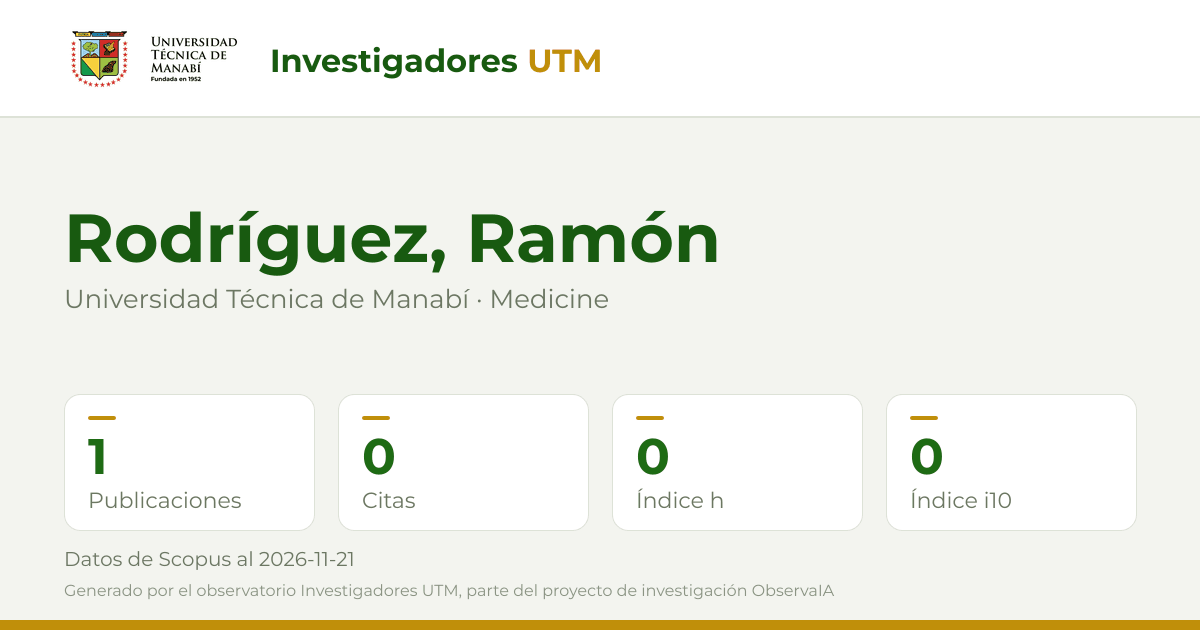 UNIVERSIDAD
TÉCNICA DE
MANABÍ
Fundada en 1952
Investigadores UTM
Rodríguez, Ramón
Universidad Técnica de Manabí · Medicine
1
Publicaciones
0
Citas
0
Índice h
0
Índice i10
Datos de Scopus al 2026-11-21
Generado por el observatorio Investigadores UTM, parte del proyecto de investigación ObservaIA